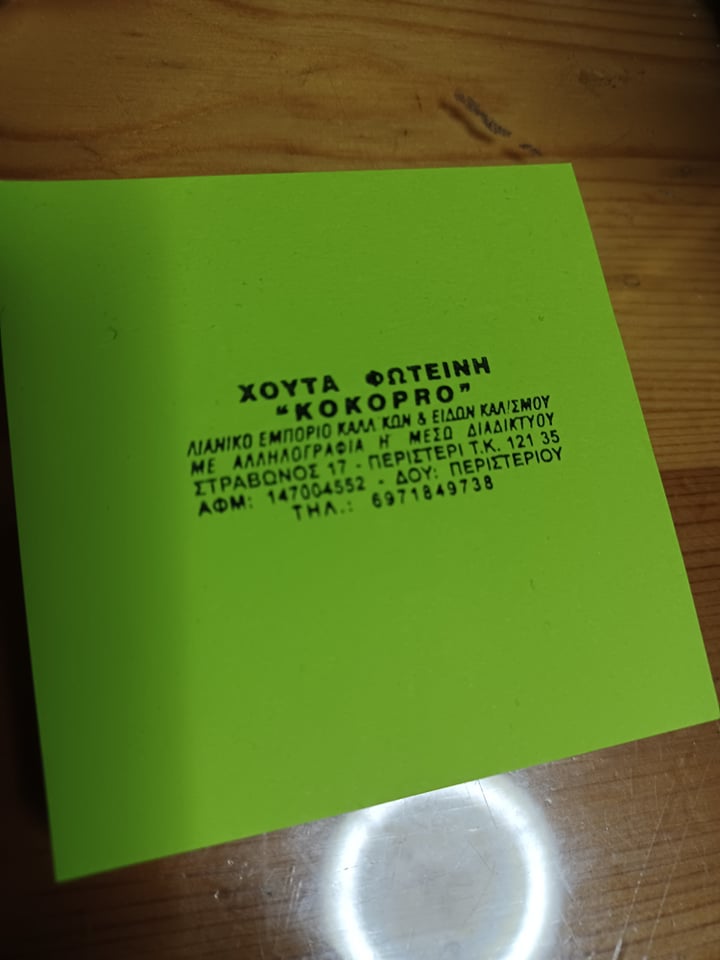 ΧΟΥΤΑ ΦΩΤΕΙΝΗ
"KOKOPRO"
ΛΙΑΝΙΚΟ ΕΜΠΟΡΙΟ ΚΑΛΛ ΚΩΝ & ΕΙΔΩΝ ΚΑΛ/ΣΜΟΥ
ΜΕ ΑΛΛΗΛΟΓΡΑΦΙΑ Η ΜΕΣΩ ΔΙΑΔΙΚΤΥΟΥ
ΣΤΡΑΒΩΝΟΣ 17 - ΠΕΡΙΣΤΕΡΙ Τ.Κ. 121 35
ΑΦΜ: 147004552 - ΔΟΥ: ΠΕΡΙΣΤΕΡΙΟΥ
ΤΗΛ.: 6971849738